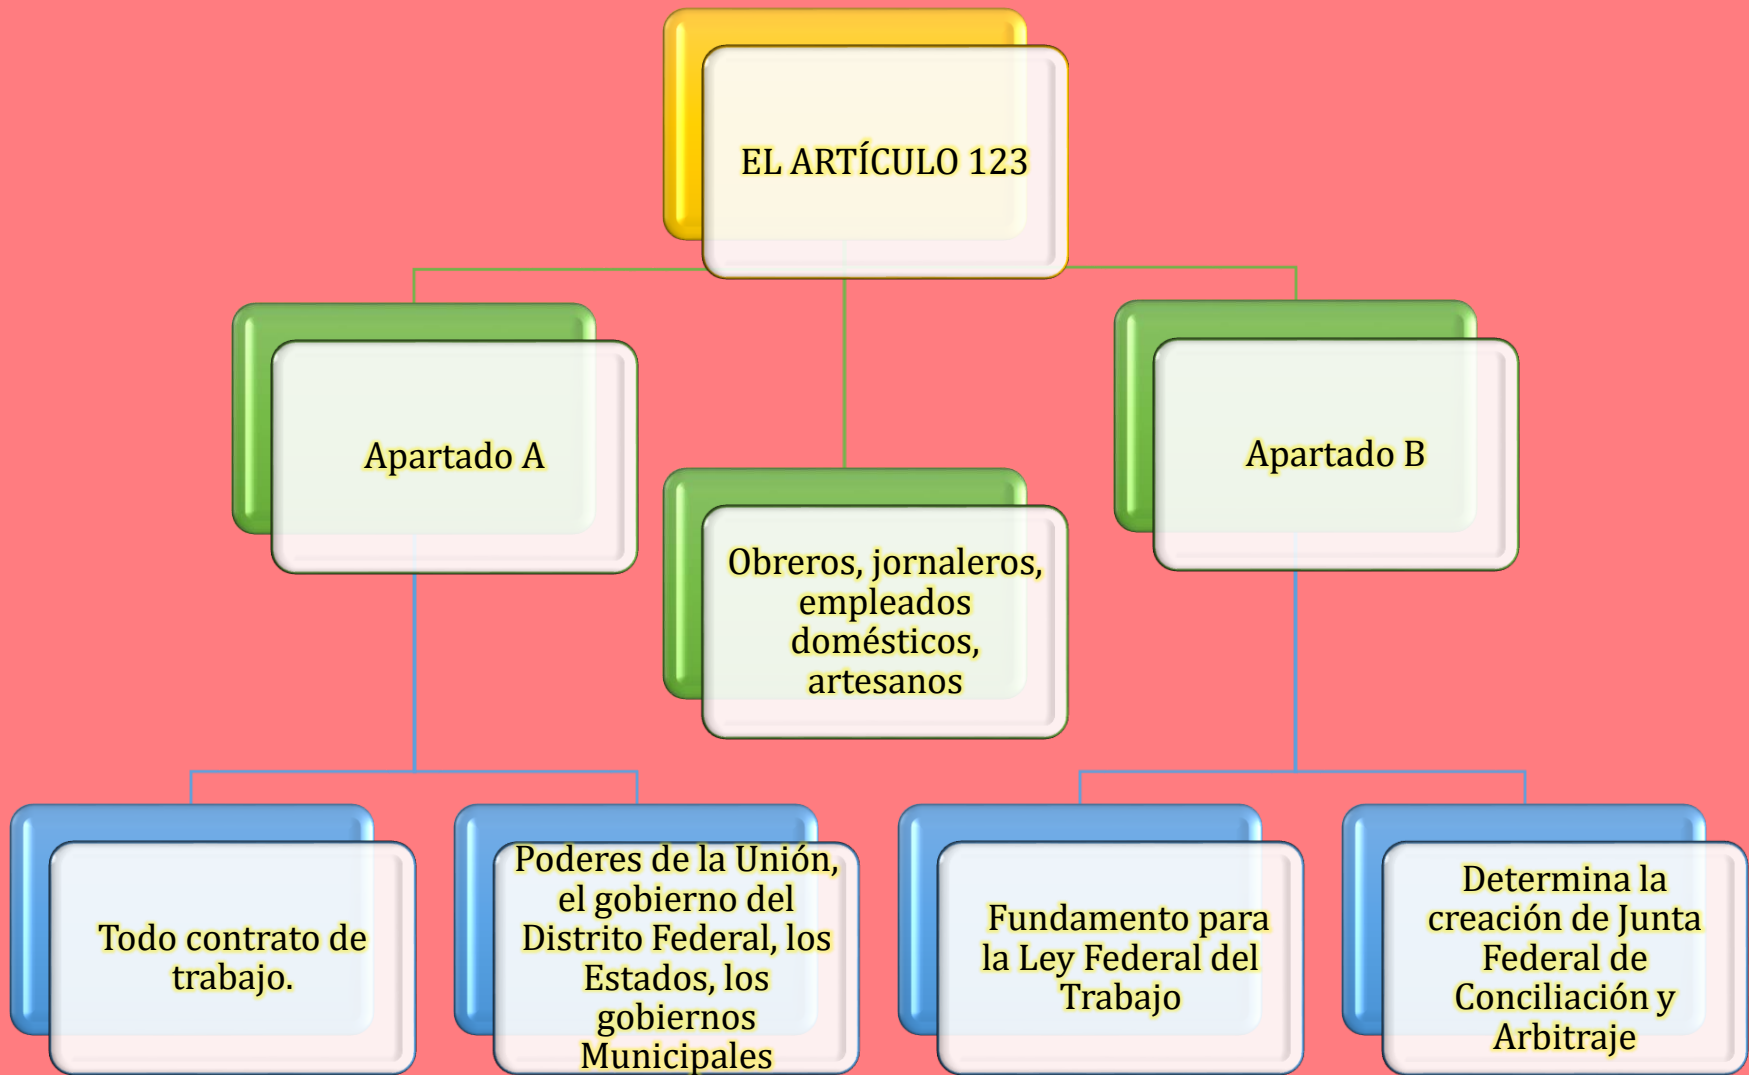 EL ARTÍCULO 123
Apartado A
Apartado B
Obreros, jornaleros,
empleados
domésticos,
artesanos
Todo contrato de
trabajo.
Poderes de la Unión,
el gobierno del
Distrito Federal, los
Estados, los
gobiernos
Municipales
Fundamento para
la Ley Federal del
Trabajo
Determina la
creación de Junta
Federal de
Conciliación y
Arbitraje